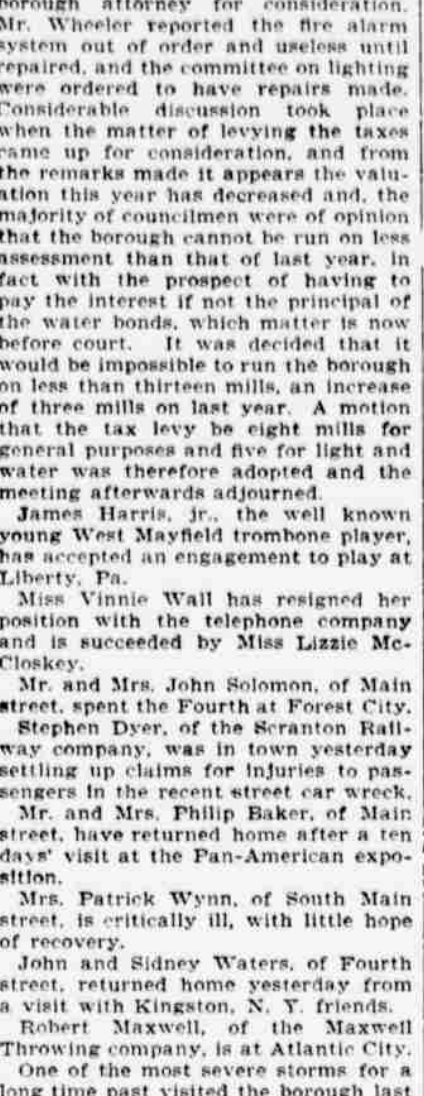 borough attorney for consideration.
Mr. Wheeler reported the fire alarm
system out of order and useless until
repaired, and the committee on lighting
were ordered to have repairs made.
Considerable discussion took place
when the matter of levying the taxes
came up for consideration, and from
the remarks made it appears the valu-
ation this year has decreased and, the
majority of councilmen were of opinion
that the borough cannot be run on less
assessment than that of last year, in
fact with the prospect of having to
pay the interest if not the principal of
the water bonds, which matter is now
before court. It was decided that it
would be impossible to run the borough
on less than thirteen mills, an increase
of three mills on last year. A motion
that the tax levy be eight mills for
general purposes and five for light and
water was therefore adopted and the
meeting afterwards adjourned.
James Harris, jr., the well known
young West Mayfield trombone player,
has accepted an engagement to play at
Liberty, Pa.
Miss Vinnie Wall has resigned her
position with the telephone company
and is succeeded by Miss Lizzie Mc-
Closkey.
Mr. and Mrs. John Solomon, of Main
street, spent the Fourth at Forest City.
Stephen Dyer, of the Scranton Rail-
way company, was in town yesterday
settling up claims for injuries to pas-
sengers in the recent street car wreck.
Mr. and Mrs. Philip Baker, of Main
street, have returned home after a ten
days' visit at the Pan-American expo-
sition.
Mrs. Patrick Wynn, of South Main
street, is critically ill, with little hope
of recovery.
John and Sidney Waters, of Fourth
street, returned home yesterday from
a visit with Kingston, N. Y. friends.
Robert Maxwell, of the Maxwell
Throwing company, is at Atlantic City.
One of the most severe storms for a
long time past visited the borough last